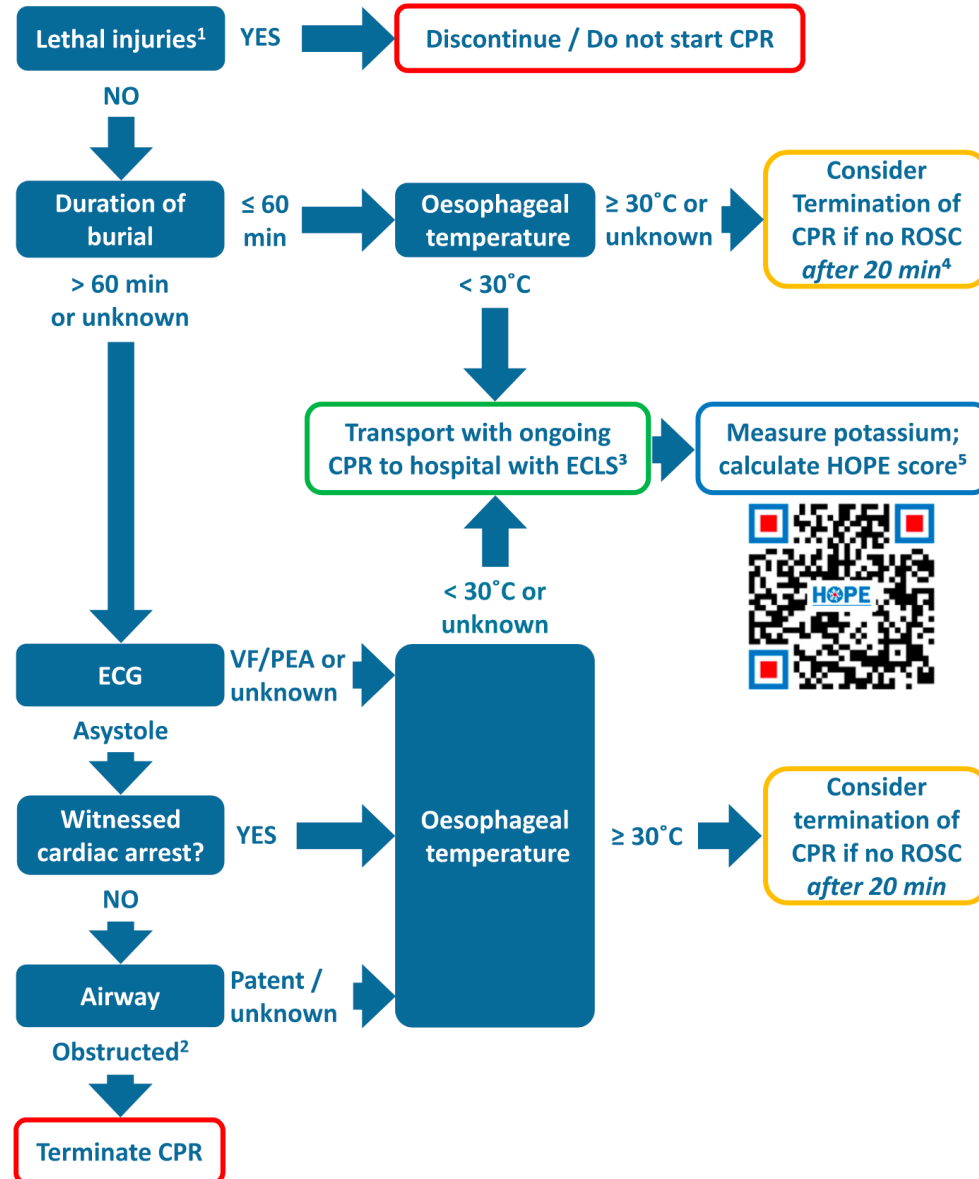 Lethal injuries¹
YES
Discontinue / Do not start CPR
NO
Duration of
burial
≤ 60
min
Oesophageal
temperature
≥ 30˚C or
unknown
Consider
Termination of
CPR if no ROSC
after 20 min⁴
> 60 min
or unknown
< 30˚C
Transport with ongoing
CPR to hospital with ECLS³
Measure potassium;
calculate HOPE score⁵
HOPE
< 30˚C or
unknown
ECG
VF/PEA or
unknown
Asystole
Witnessed
cardiac arrest?
YES
Oesophageal
temperature
≥ 30˚C
Consider
termination of
CPR if no ROSC
after 20 min
NO
Airway
Patent /
unknown
Obstructed²
Terminate CPR